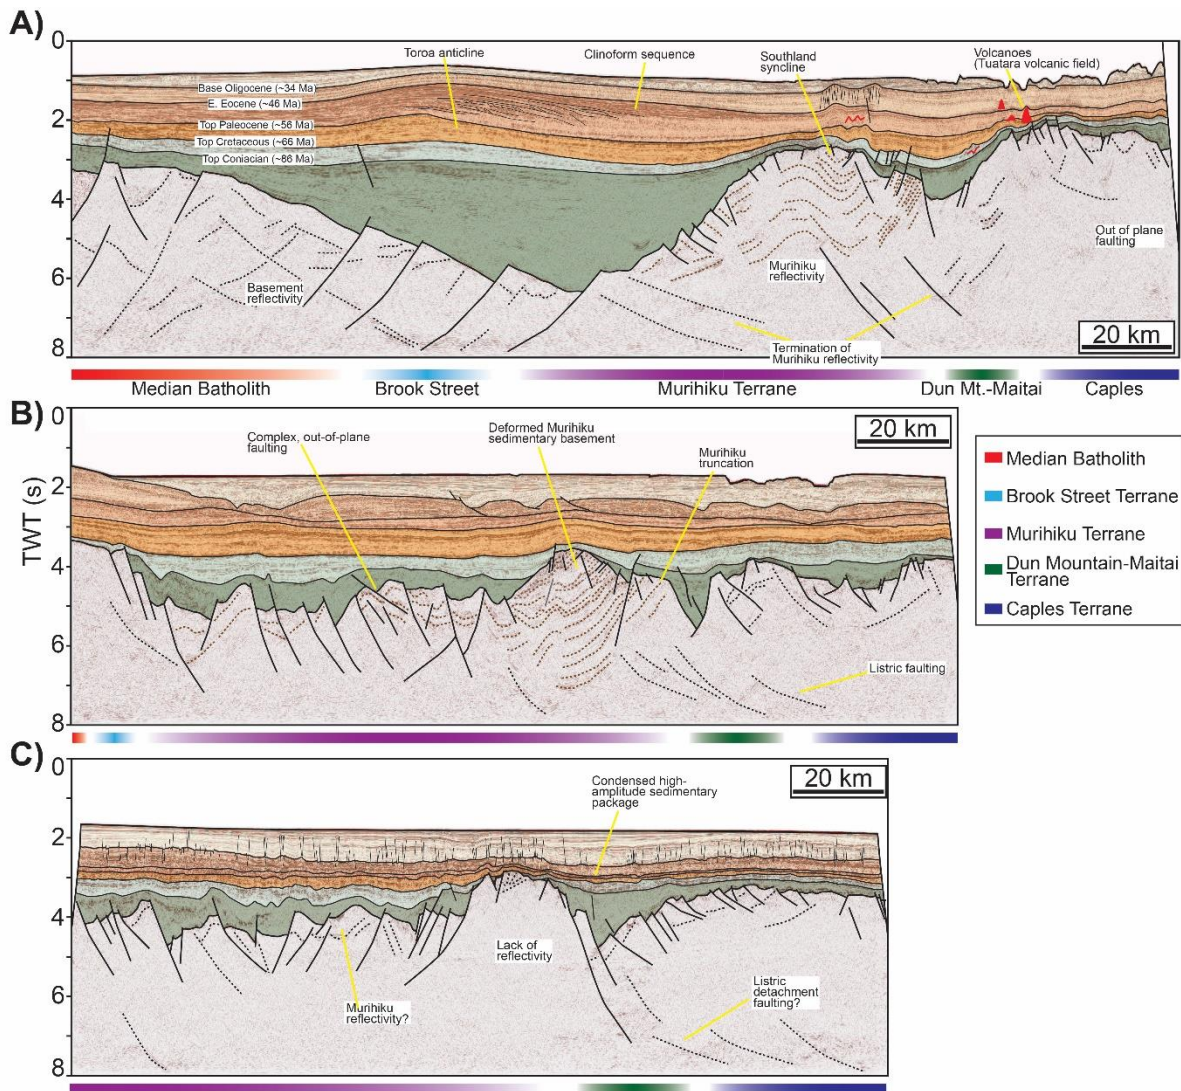 A)
0
2
4
6
8
Toroa anticline
Clinoform sequence
Southland
syncline
Volcanoes
(Tuatara volcanic field)
Base Oligocene (~34 Ma)
E. Eocene (~46 Ma)
Top Paleocene (~56 Ma)
Top Cretaceous (~66 Ma)
Top Coniacian (~86 Ma)
Basement
reflectivity
Murihiku
reflectivity
Out of plane
faulting
Termination of
Murihiku reflectivity
20 km
Median Batholith
Brook Street
Murihiku Terrane
Dun Mt.-Maitai
Caples
B)
0
2
4
6
8
TWT (s)
Complex, out-of-plane
faulting
Deformed Murihiku
sedimentary basement
Murihiku
truncation
20 km
Listric faulting
Median Batholith
Brook Street Terrane
Murihiku Terrane
Dun Mountain-Maitai
Terrane
Caples Terrane
C)
0
2
4
6
8
Condensed high-
amplitude sedimentary
package
20 km
Lack of
reflectivity
Murihiku
reflectivity?
Listric
detachment
faulting?